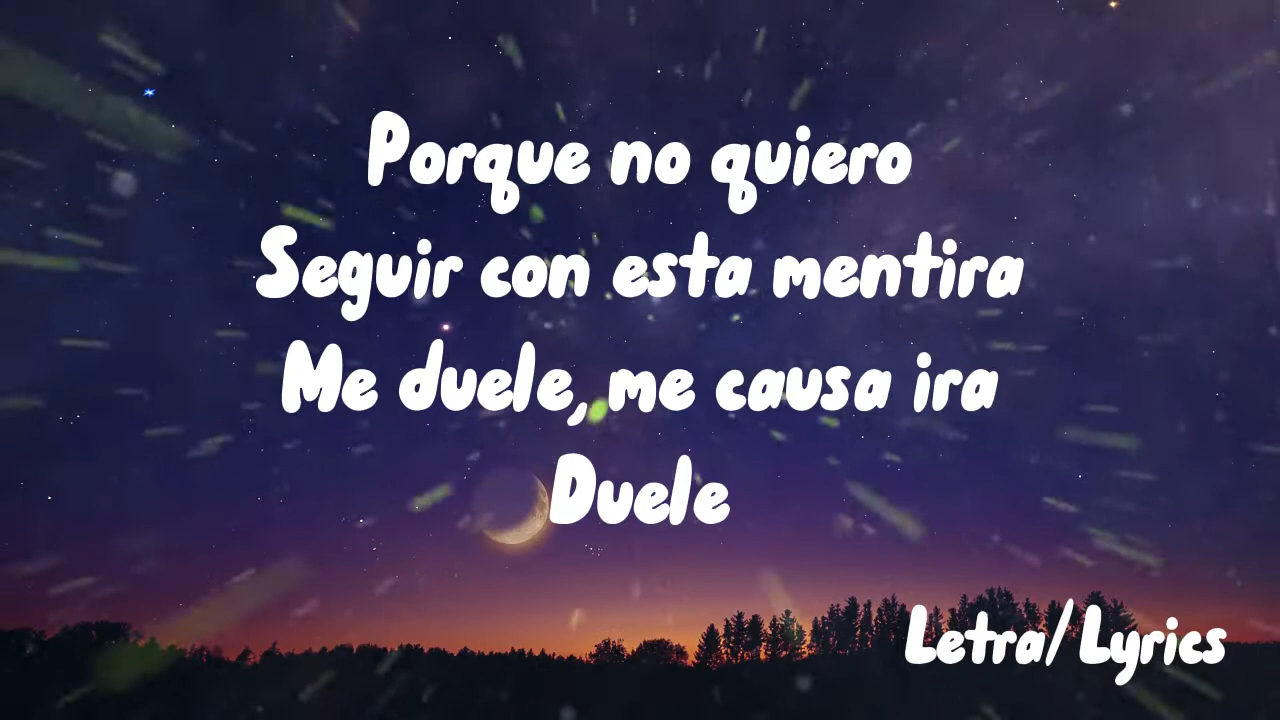 Porque no quiero
Seguir con esta mentira
Me duele, me causa ira
Duele
Letra/Lyrics